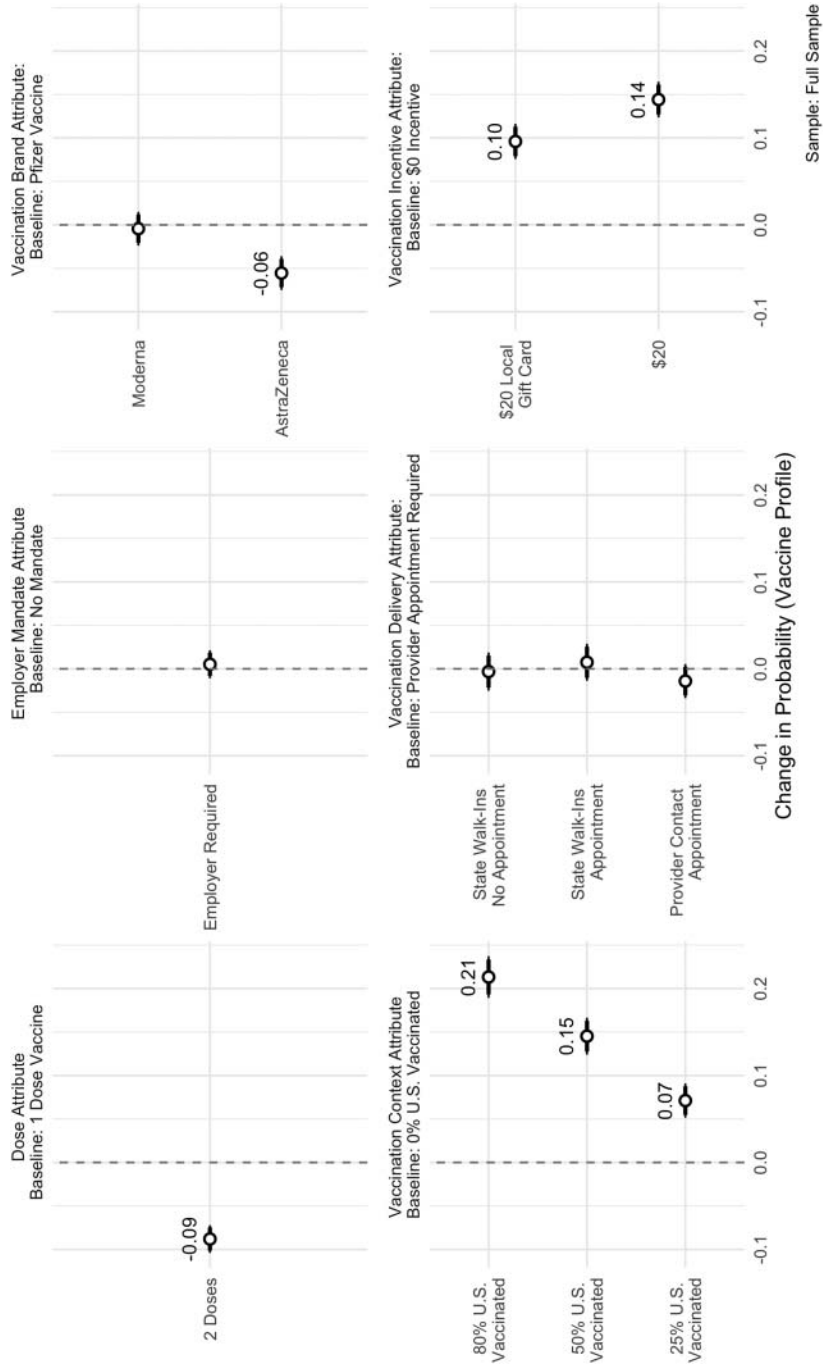 Dose Attribute
Baseline: 1 Dose Vaccine
2 Doses
-0.09
Employer Mandate Attribute
Baseline: No Mandate
Employer Required
Vaccination Brand Attribute:
Baseline: Pfizer Vaccine
Moderna
AstraZeneca
-0.06
Vaccination Context Attribute
Baseline: 0% U.S. Vaccinated
80% U.S.
Vaccinated
50% U.S.
Vaccinated
25% U.S.
Vaccinated
0.21
0.15
0.07
-0.1 0.0 0.1 0.2
Vaccination Delivery Attribute:
Baseline: Provider Appointment Required
State Walk-Ins
No Appointment
State Walk-Ins
Appointment
Provider Contact
Appointment
-0.1 0.0 0.1 0.2
Vaccination Incentive Attribute:
Baseline: $0 Incentive
$20 Local
Gift Card
$20
0.10
0.14
-0.1 0.0 0.1 0.2
Change in Probability (Vaccine Profile)
Sample: Full Sample